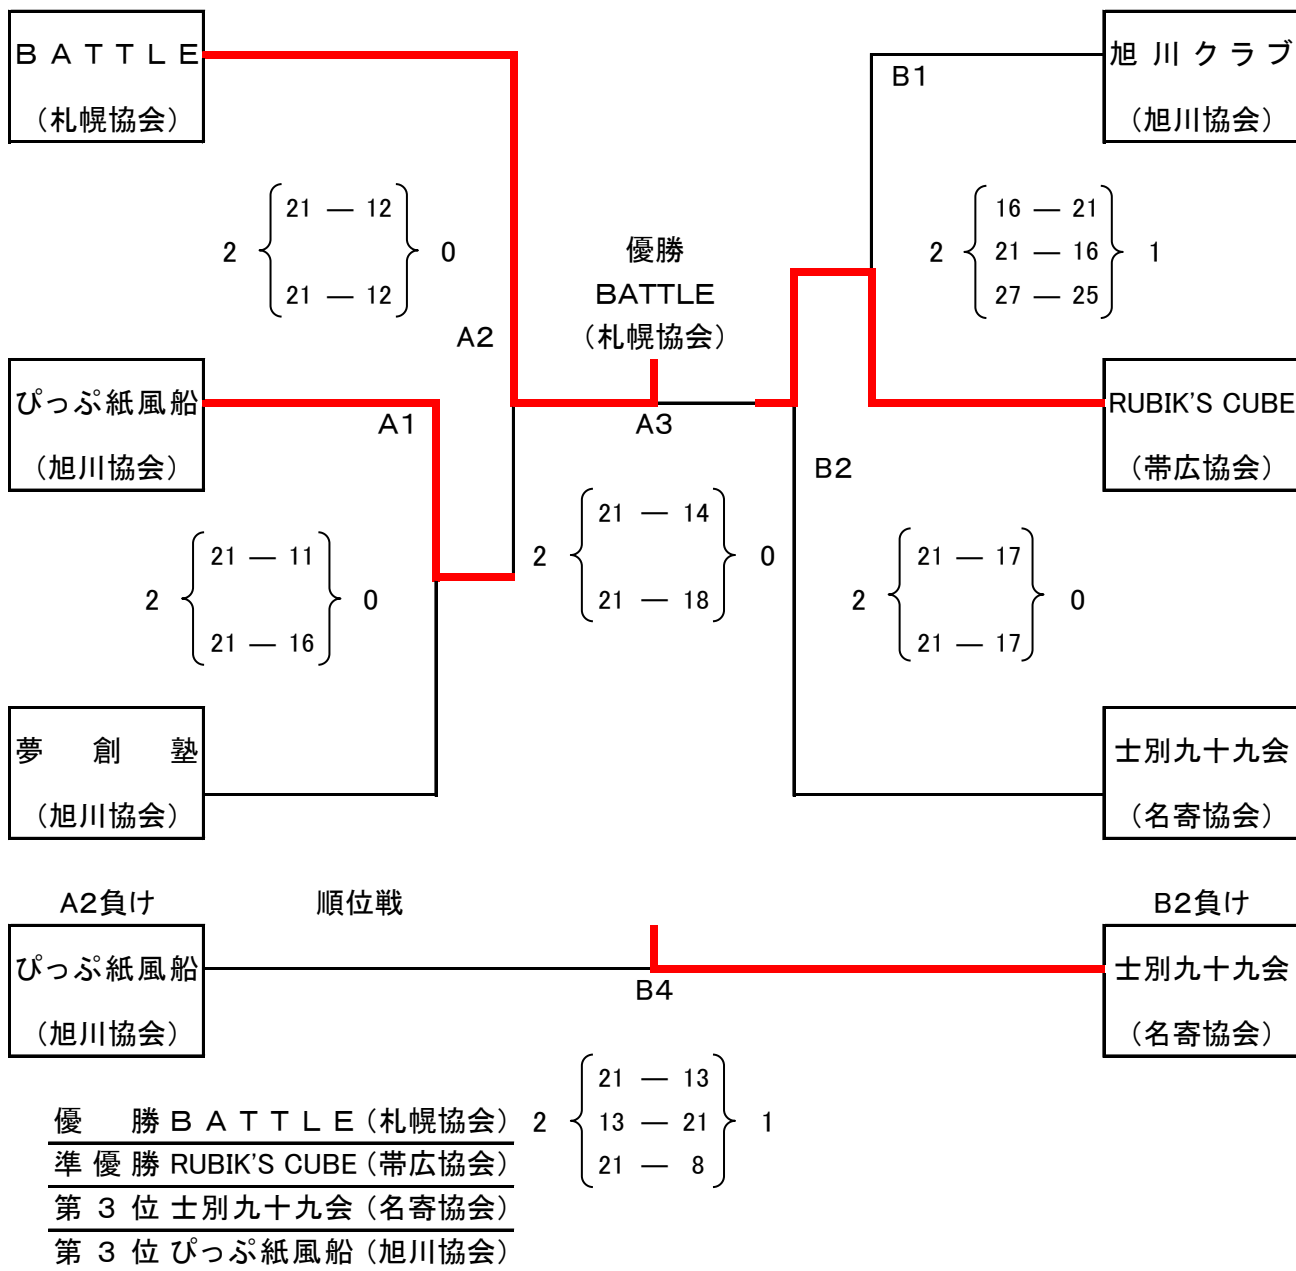 ＢＡＴＴＬＥ
（札幌協会）
旭川クラブ
（旭川協会）
B1
21 ― 12
2 0
21 ― 12
16 ― 21
2 21 ― 16 1
27 ― 25
優勝
BATTLE
（札幌協会）
A2
ぴっぷ紙風船
（旭川協会）
A1
A3
RUBIK'S CUBE
（帯広協会）
B2
21 ― 11
2 0
21 ― 16
21 ― 14
2 0
21 ― 18
21 ― 17
2 0
21 ― 17
夢創塾
（旭川協会）
士別九十九会
（名寄協会）
A2負け
順位戦
B2負け
ぴっぷ紙風船
（旭川協会）
B4
士別九十九会
（名寄協会）
21 ― 13
2 13 ― 21 1
21 ― 8
優勝 ＢＡＴＴＬＥ（札幌協会）
準優勝 RUBIK'S CUBE（帯広協会）
第３位 士別九十九会（名寄協会）
第３位 ぴっぷ紙風船（旭川協会）